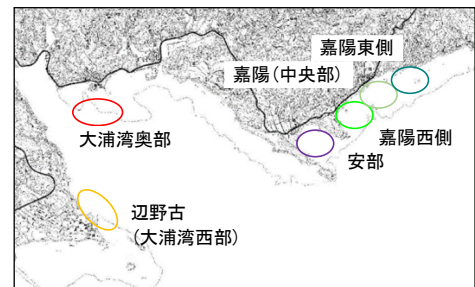 嘉陽東側
嘉陽(中央部)
大浦湾奥部
嘉陽西側
安部
辺野古
(大浦湾西部)